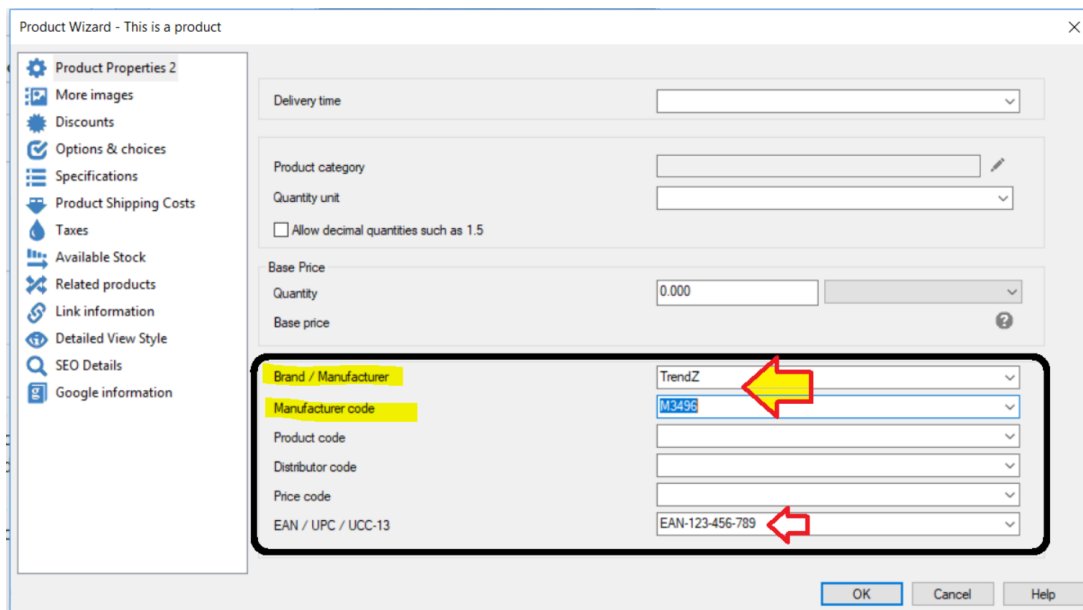 Product Wizard - This is a product
Product Properties 2
More images
Discounts
Options & choices
Specifications
Product Shipping Costs
Taxes
Available Stock
Related products
Link information
Detailed View Style
SEO Details
Google information
Delivery time
Product category
Quantity unit
Allow decimal quantities such as 1.5
Base Price
Quantity 0.000
Base price
Brand / Manufacturer TrendZ
Manufacturer code M3496
Product code
Distributor code
Price code
EAN / UPC / UCC-13 EAN-123-456-789
OK Cancel Help